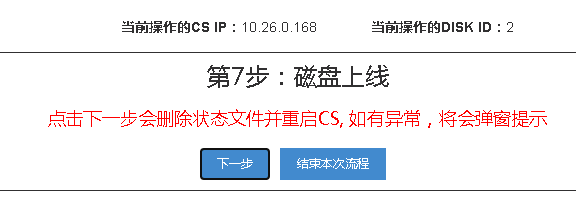 当前操作的CS IP：10.26.0.168 当前操作的DISK ID：2
第7步：磁盘上线
点击下一步会删除状态文件并重启CS, 如有异常，将会弹窗提示
下一步 结束本次流程